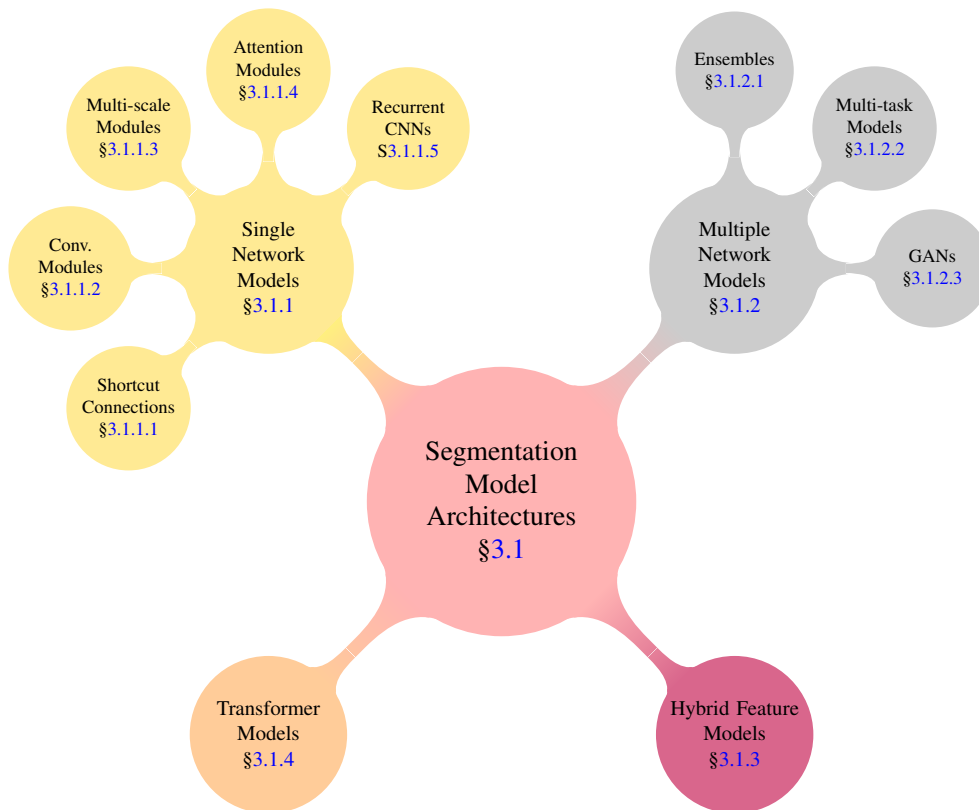 Attention
Modules
§3.1.1.4
Multi-scale
Modules
§3.1.1.3
Recurrent
CNNs
S3.1.1.5
Conv.
Modules
§3.1.1.2
Single
Network
Models
§3.1.1
Shortcut
Connections
§3.1.1.1
Ensembles
§3.1.2.1
Multi-task
Models
§3.1.2.2
Multiple
Network
Models
§3.1.2
GANs
§3.1.2.3
Segmentation
Model
Architectures
§3.1
Transformer
Models
§3.1.4
Hybrid Feature
Models
§3.1.3